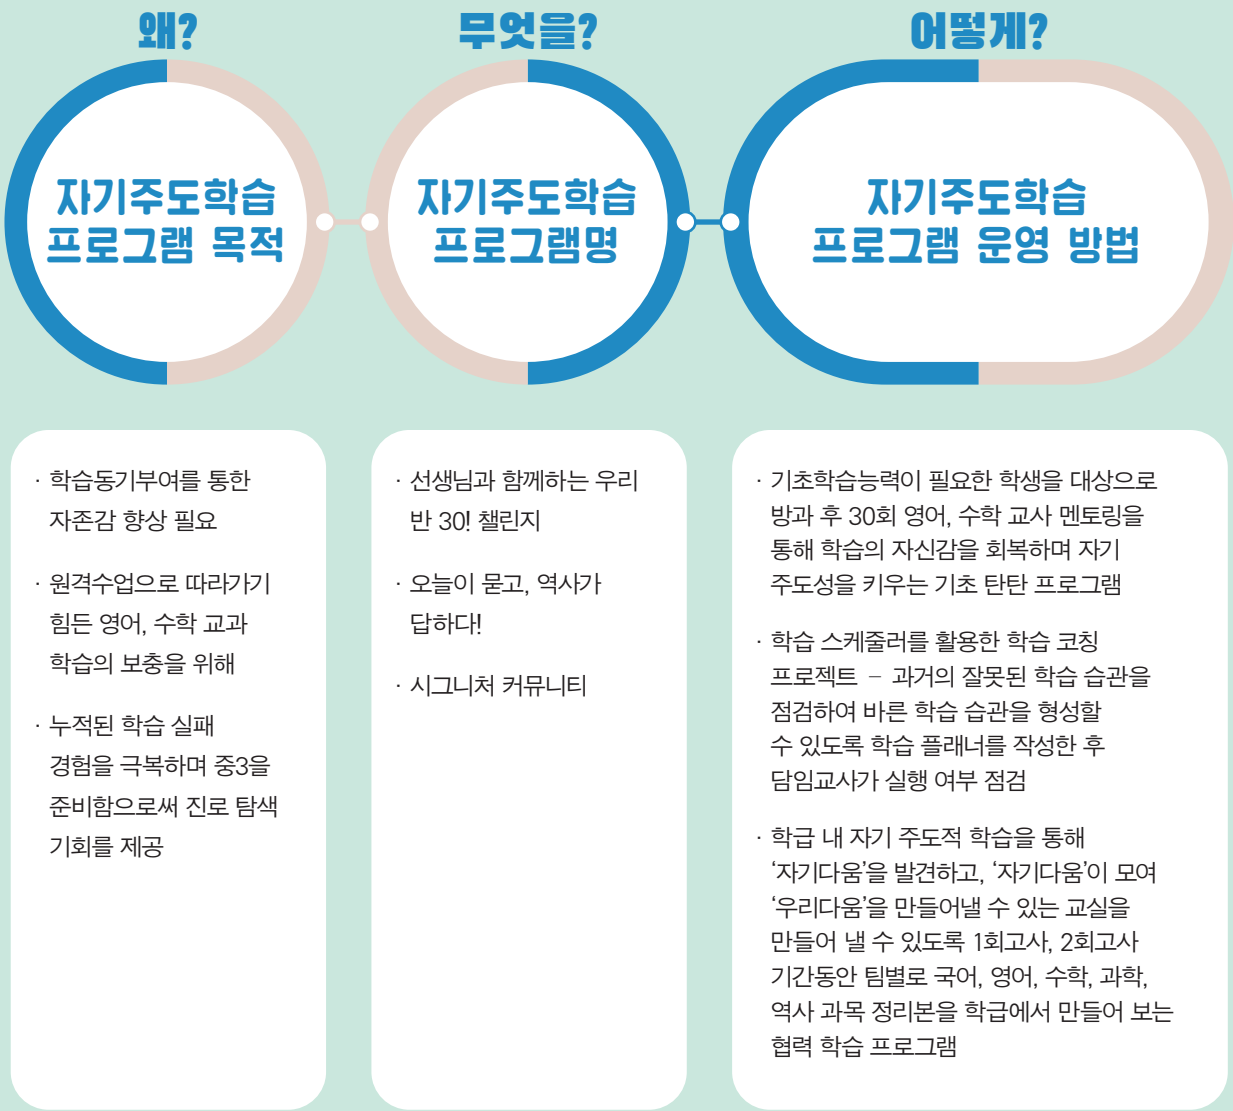 왜?
자기주도학습
프로그램 목적
· 학습동기부여를 통한
자존감 향상 필요
· 원격수업으로 따라가기
힘든 영어, 수학 교과
학습의 보충을 위해
· 누적된 학습 실패
경험을 극복하며 중3을
준비함으로써 진로 탐색
기회를 제공
무엇을?
자기주도학습
프로그램명
· 선생님과 함께하는 우리
반 30! 챌린지
· 오늘이 묻고, 역사가
답하다!
· 시그니처 커뮤니티
어떻게?
자기주도학습
프로그램 운영 방법
· 기초학습능력이 필요한 학생을 대상으로
방과 후 30회 영어, 수학 교사 멘토링을
통해 학습의 자신감을 회복하며 자기
주도성을 키우는 기초 탄탄 프로그램
· 학습 스케줄러를 활용한 학습 코칭
프로젝트 – 과거의 잘못된 학습 습관을
점검하여 바른 학습 습관을 형성할
수 있도록 학습 플래너를 작성한 후
담임교사가 실행 여부 점검
· 학급 내 자기 주도적 학습을 통해
‘자기다움’을 발견하고, ‘자기다움’이 모여
‘우리다움’을 만들어낼 수 있는 교실을
만들어 낼 수 있도록 1회고사, 2회고사
기간동안 팀별로 국어, 영어, 수학, 과학,
역사 과목 정리본을 학급에서 만들어 보는
협력 학습 프로그램